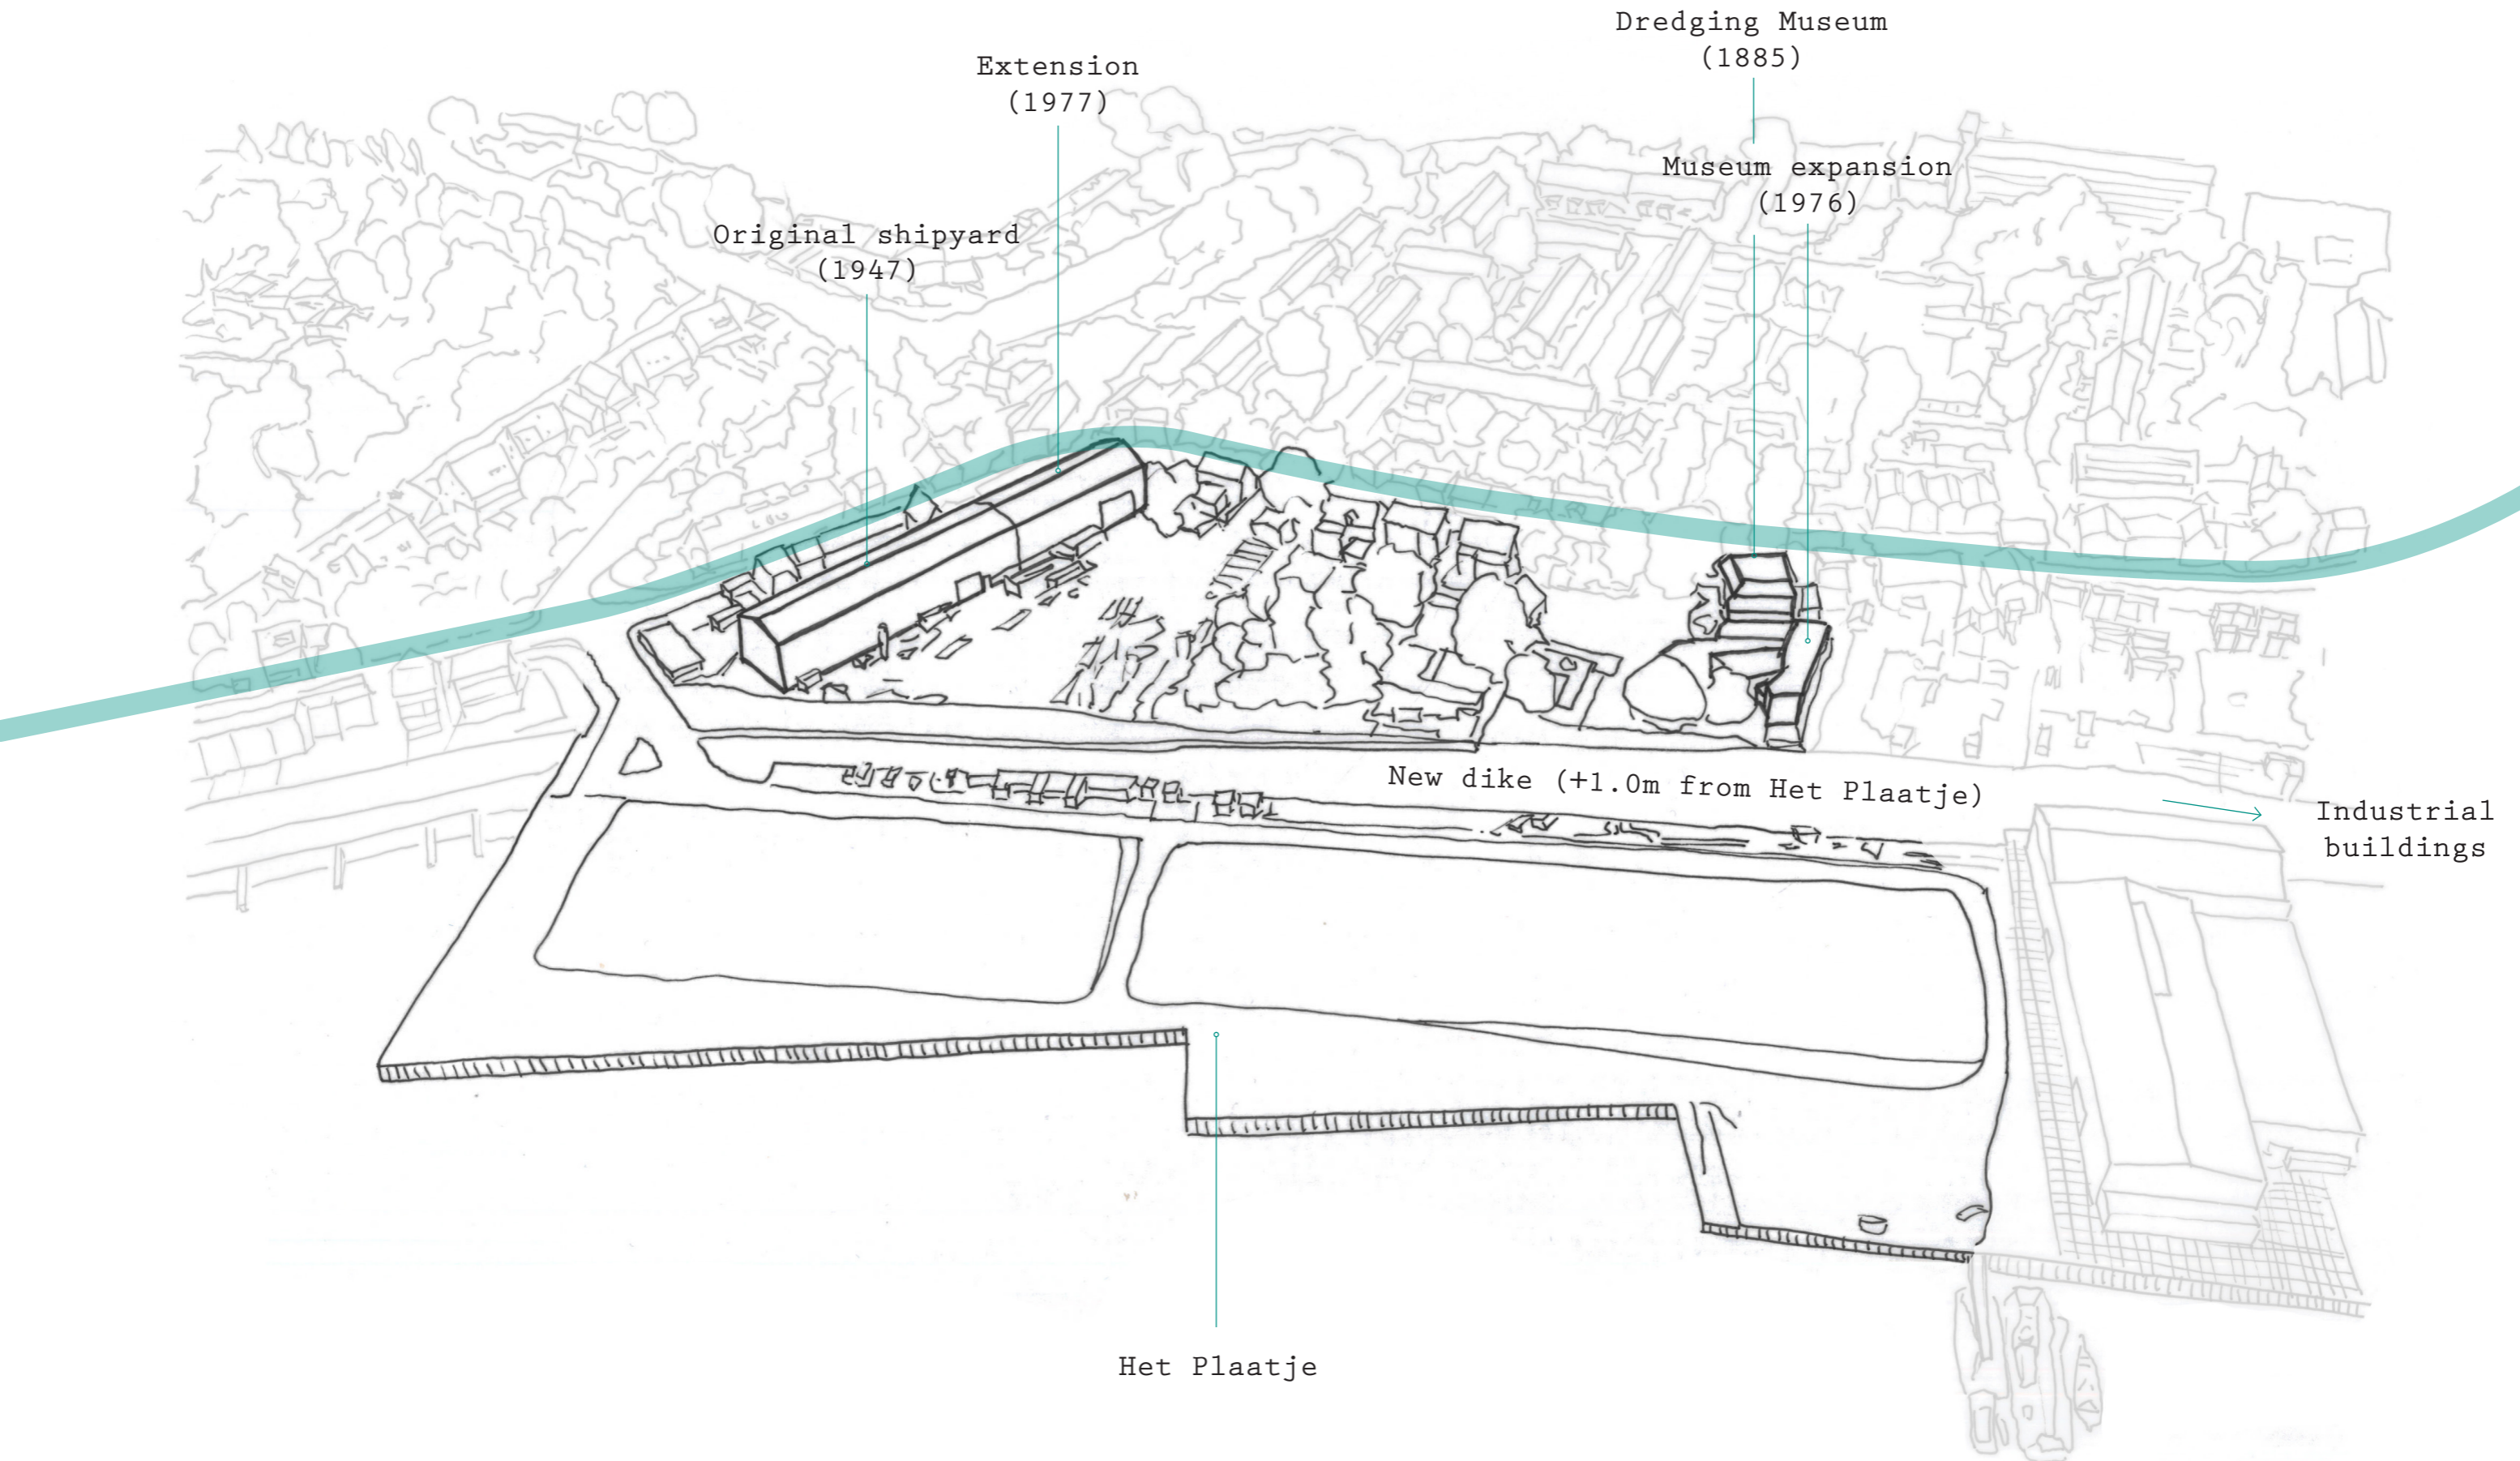 Dredging Museum
(1885)
Extension
(1977)
Museum expansion
(1976)
Original shipyard
(1947)
New dike (+1.0m from Het Plaatje)
Industrial
buildings
Het Plaatje